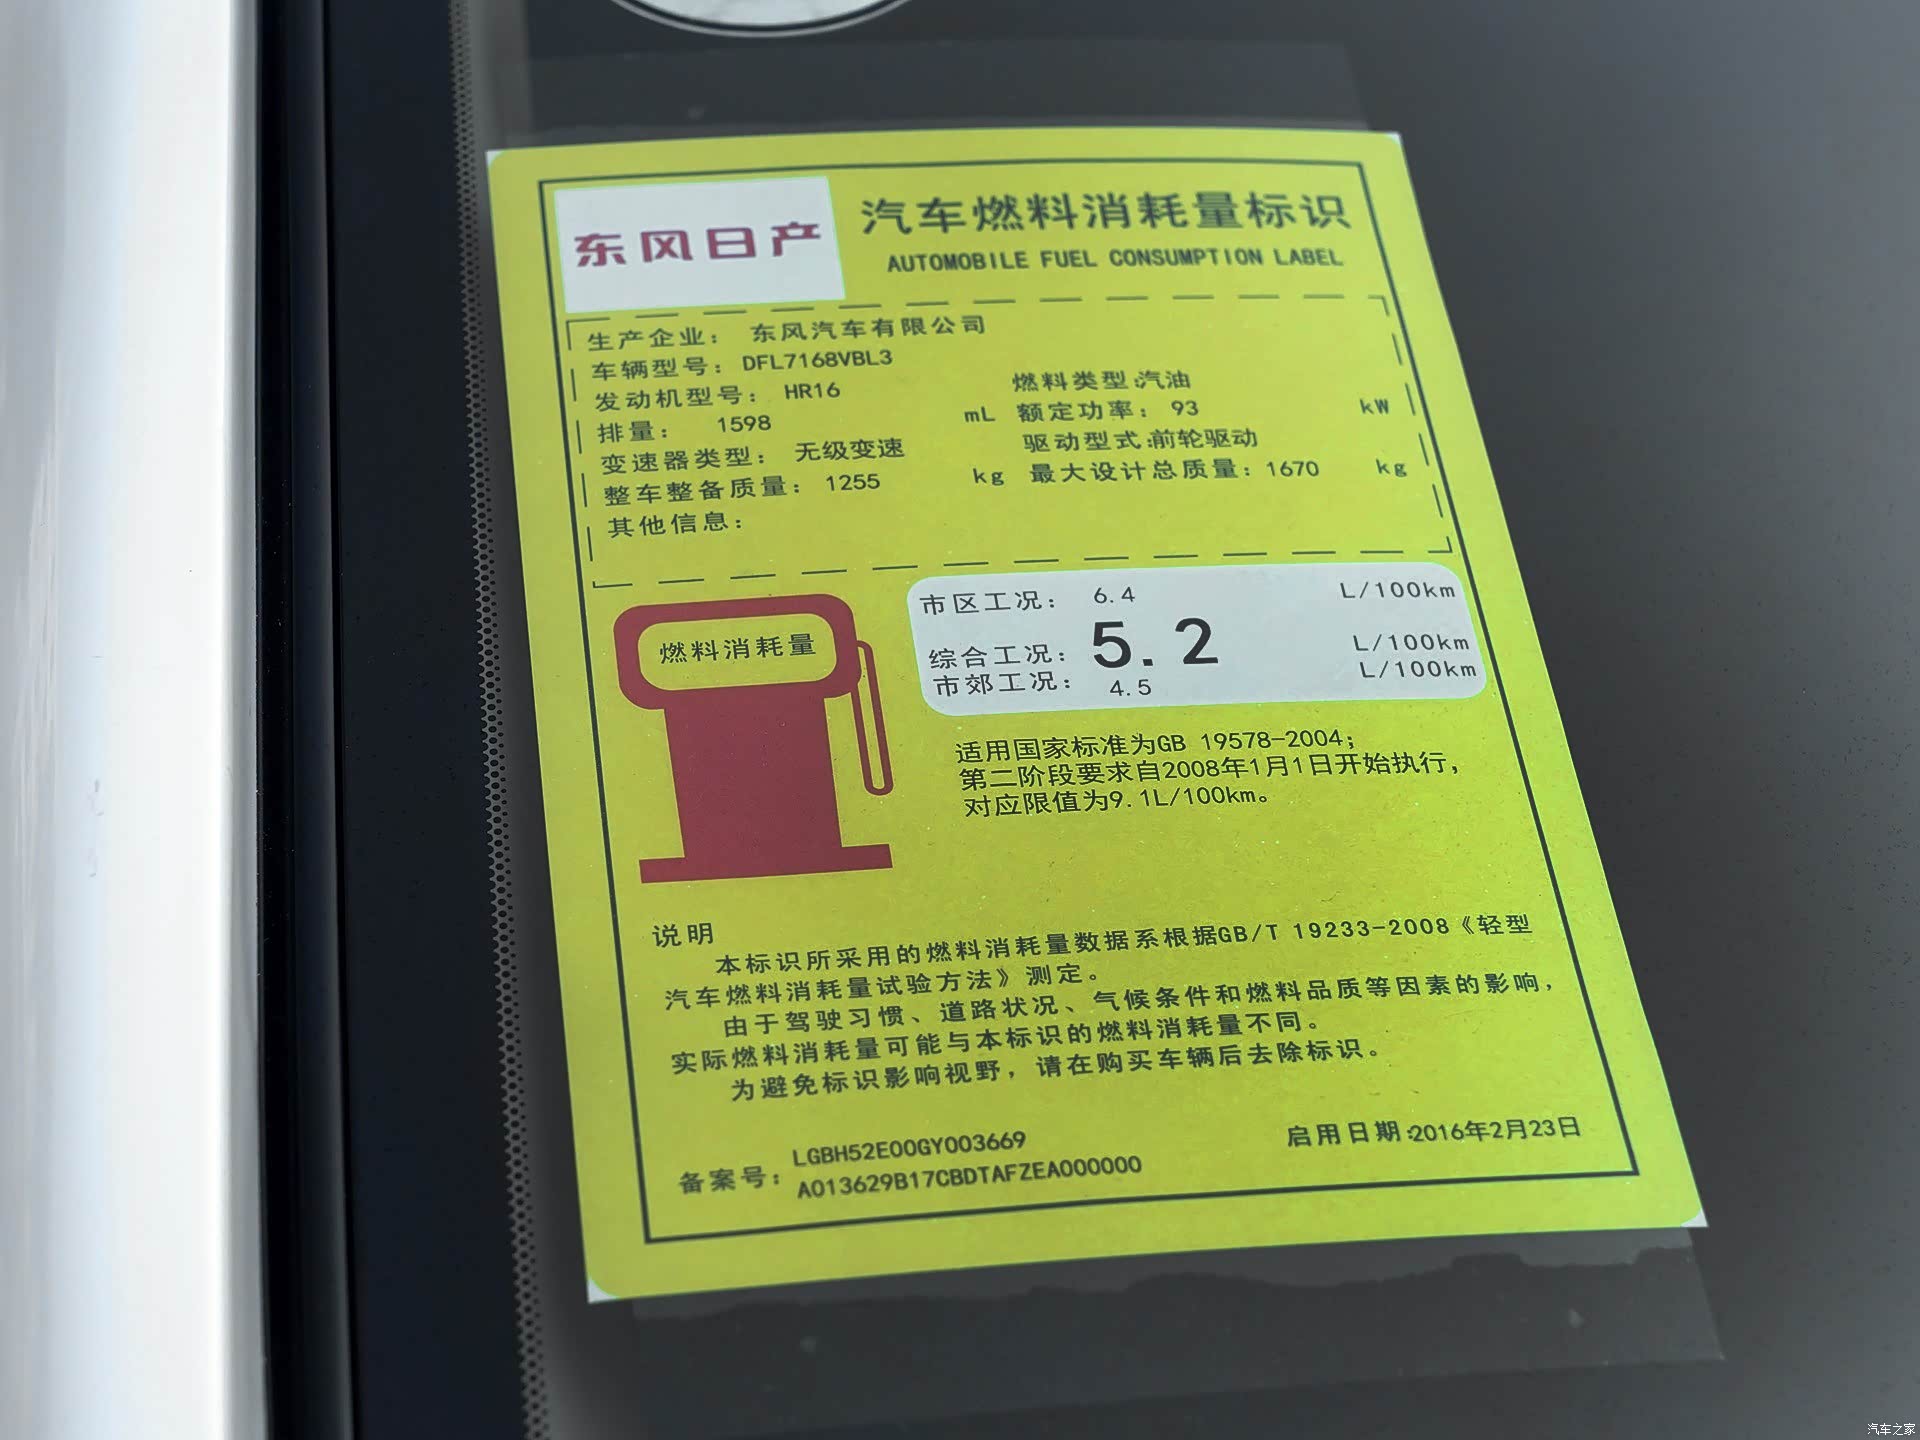 东风日产
汽车燃料消耗量标识
AUTOMOBILE FUEL CONSUMPTION LABEL
生产企业： 东风汽车有限公司
车辆型号： DFL7168VBL3
发动机型号： HR16 燃料类型:汽油
排量： 1598 mL 额定功率： 93 kW
变速器类型： 无级变速 驱动型式:前轮驱动
整车整备质量： 1255 kg 最大设计总质量：1670 kg
其他信息：
燃料消耗量
市区工况： 6.4 L/100km
综合工况： 5.2 L/100km
市郊工况： 4.5 L/100km
适用国家标准为GB 19578-2004；
第二阶段要求自2008年1月1日开始执行，
对应限值为9.1L/100km。
说明
本标识所采用的燃料消耗量数据系根据GB/T 19233-2008《轻型
汽车燃料消耗量试验方法》测定。
由于驾驶习惯、道路状况、气候条件和燃料品质等因素的影响，
实际燃料消耗量可能与本标识的燃料消耗量不同。
为避免标识影响视野，请在购买车辆后去除标识。
备案号： LGBH52E00GY003669
A013629B17CBDTAFZEA000000
启用日期:2016年2月23日
汽车之家